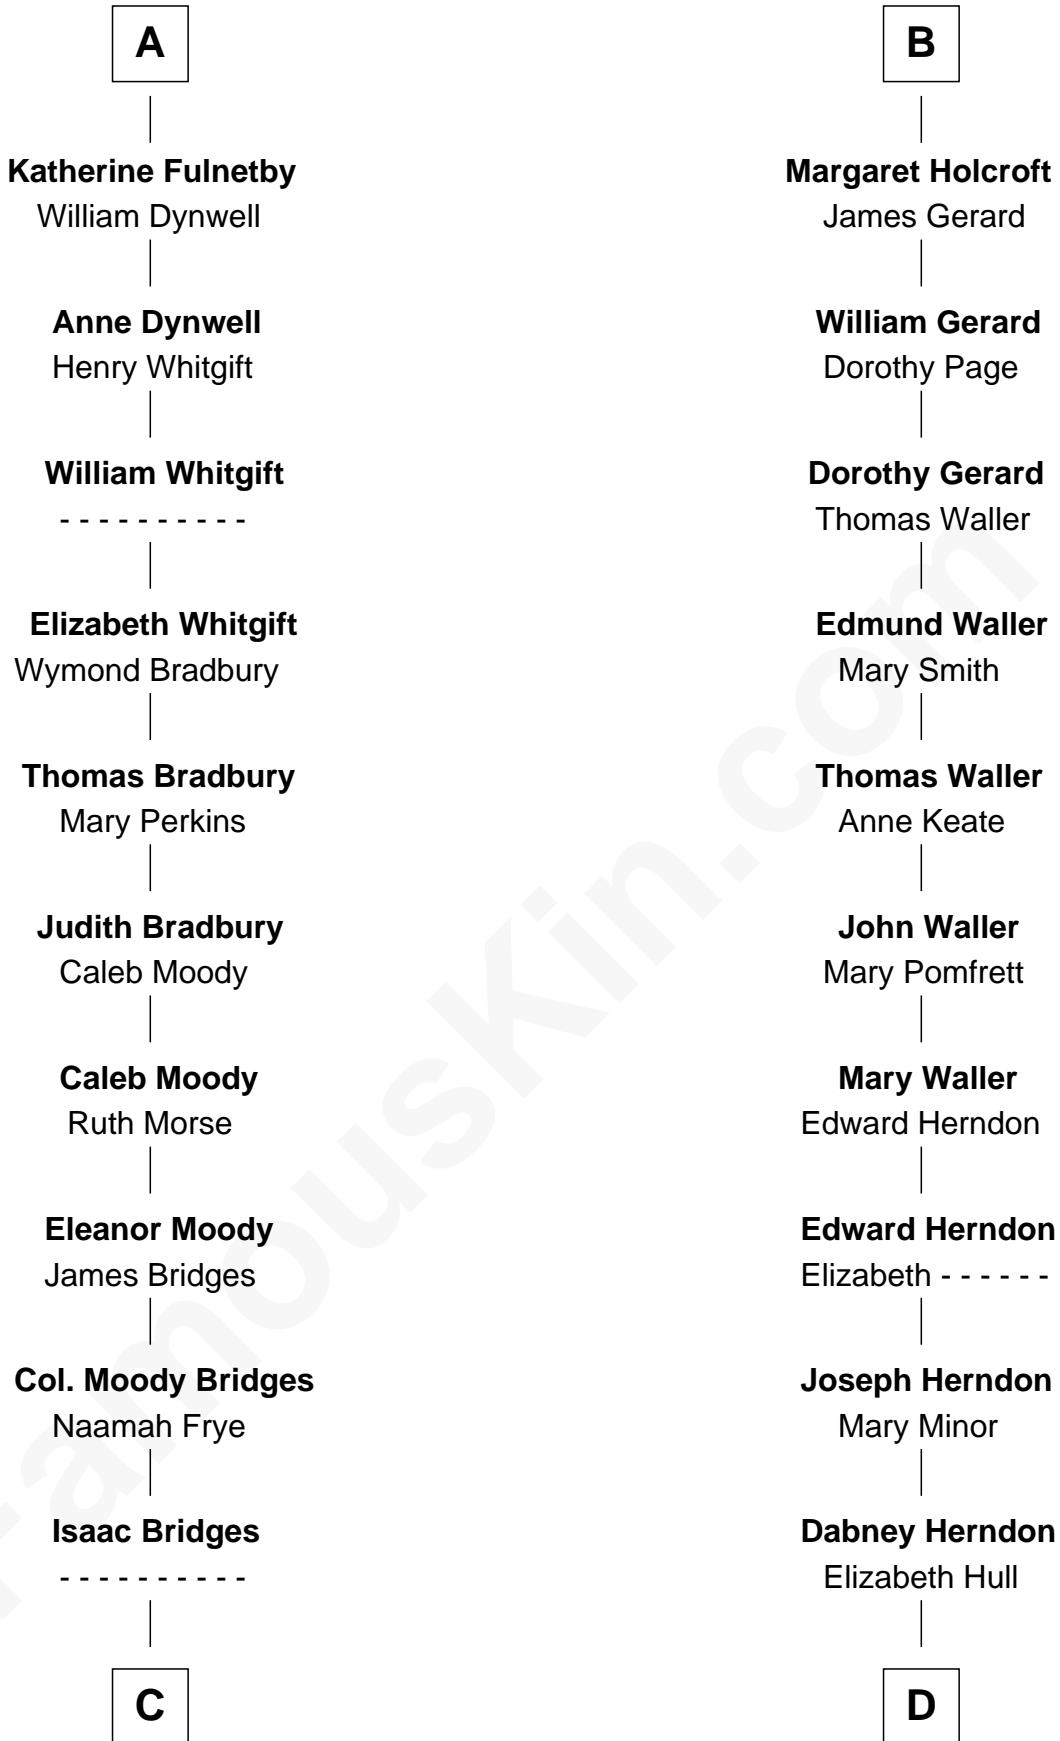 A
Katherine Fulnetby
William Dynwell
Anne Dynwell
Henry Whitgift
William Whitgift
- - - - - - - - - -
Elizabeth Whitgift
Wymond Bradbury
Thomas Bradbury
Mary Perkins
Judith Bradbury
Caleb Moody
Caleb Moody
Ruth Morse
Eleanor Moody
James Bridges
Col. Moody Bridges
Naamah Frye
Isaac Bridges
- - - - - - - - - -
C
B
Margaret Holcroft
James Gerard
William Gerard
Dorothy Page
Dorothy Gerard
Thomas Waller
Edmund Waller
Mary Smith
Thomas Waller
Anne Keate
John Waller
Mary Pomfrett
Mary Waller
Edward Herndon
Edward Herndon
Elizabeth - - - - - -
Joseph Herndon
Mary Minor
Dabney Herndon
Elizabeth Hull
D
FamousKin.com